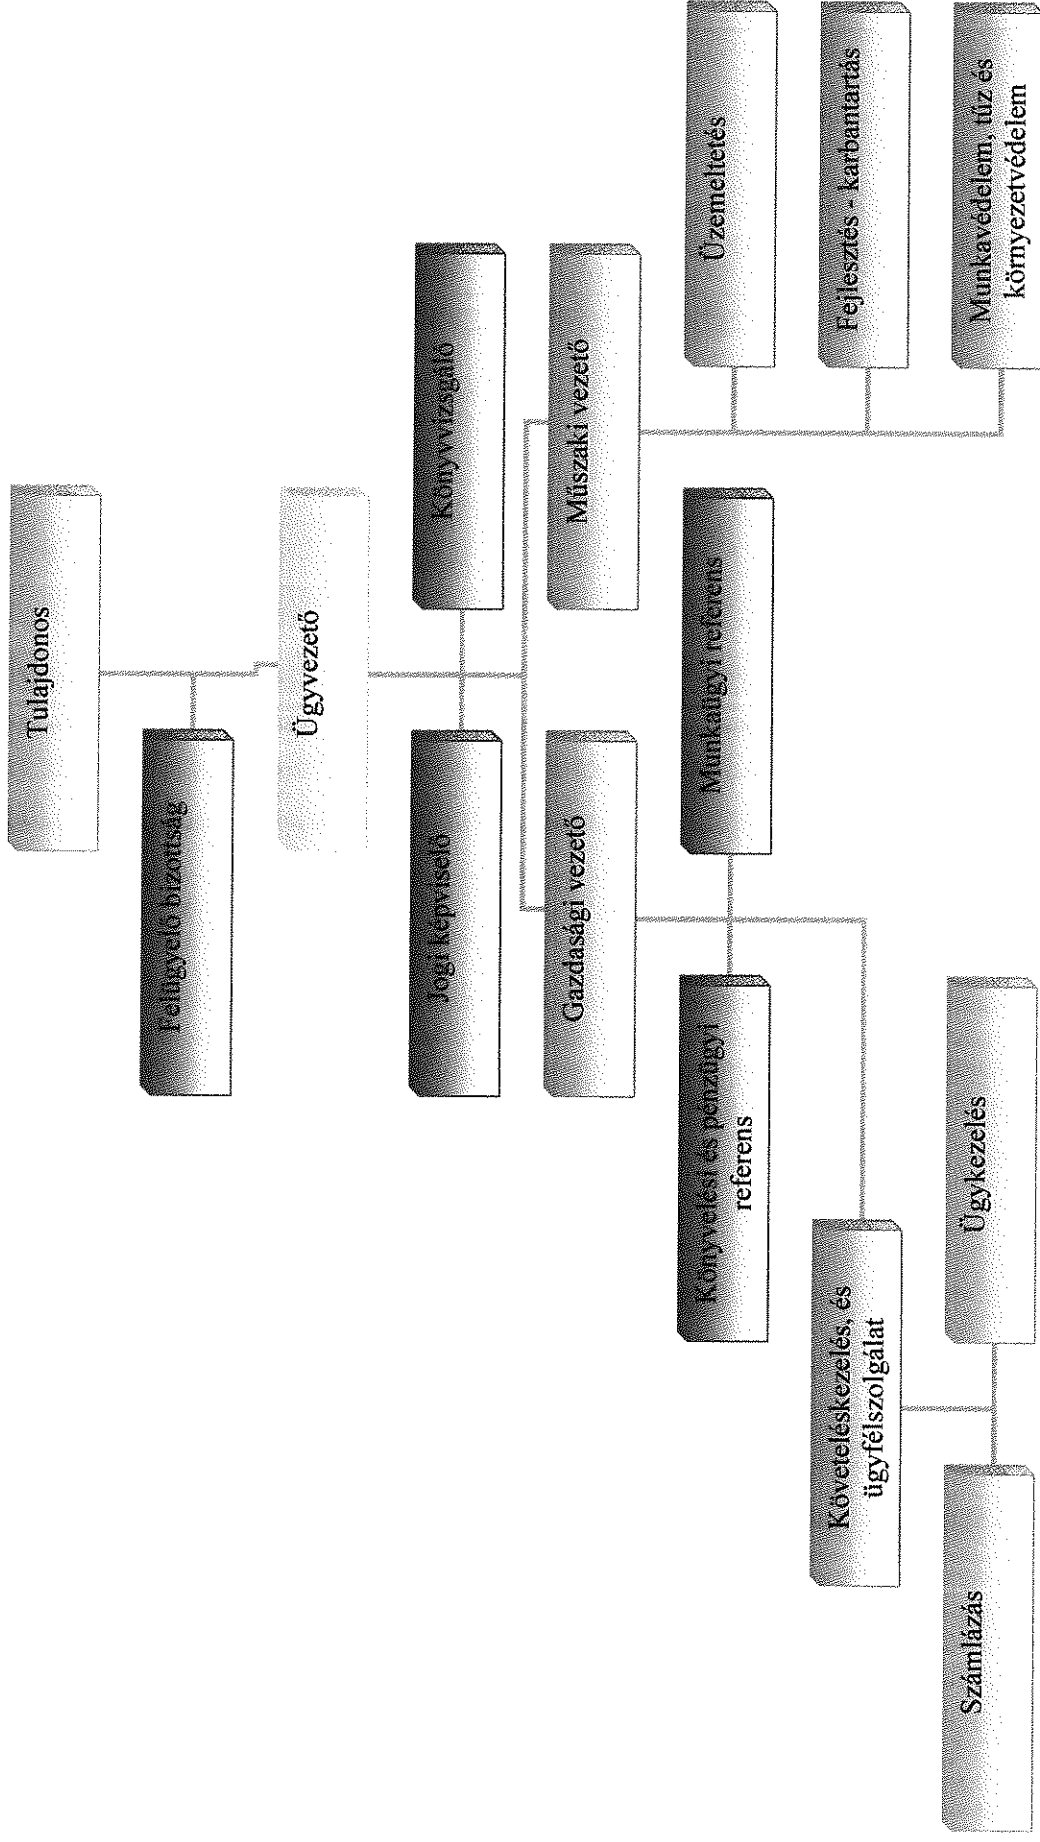 Tulajdonos
Felügyelő bizottság
Ügyvezető
Jogi képviselő
Könyvvizsgáló
Gazdasági vezető
Műszaki vezető
Könyvelési és pénzügyi
referens
Munkaügyi referens
Üzemeltetés
Követeléskezelés, és
ügyfélszolgálat
Fejlesztés - karbantartás
Számlázás
Ügykezelés
Munkavédelem, tűz és
környezetvédelem